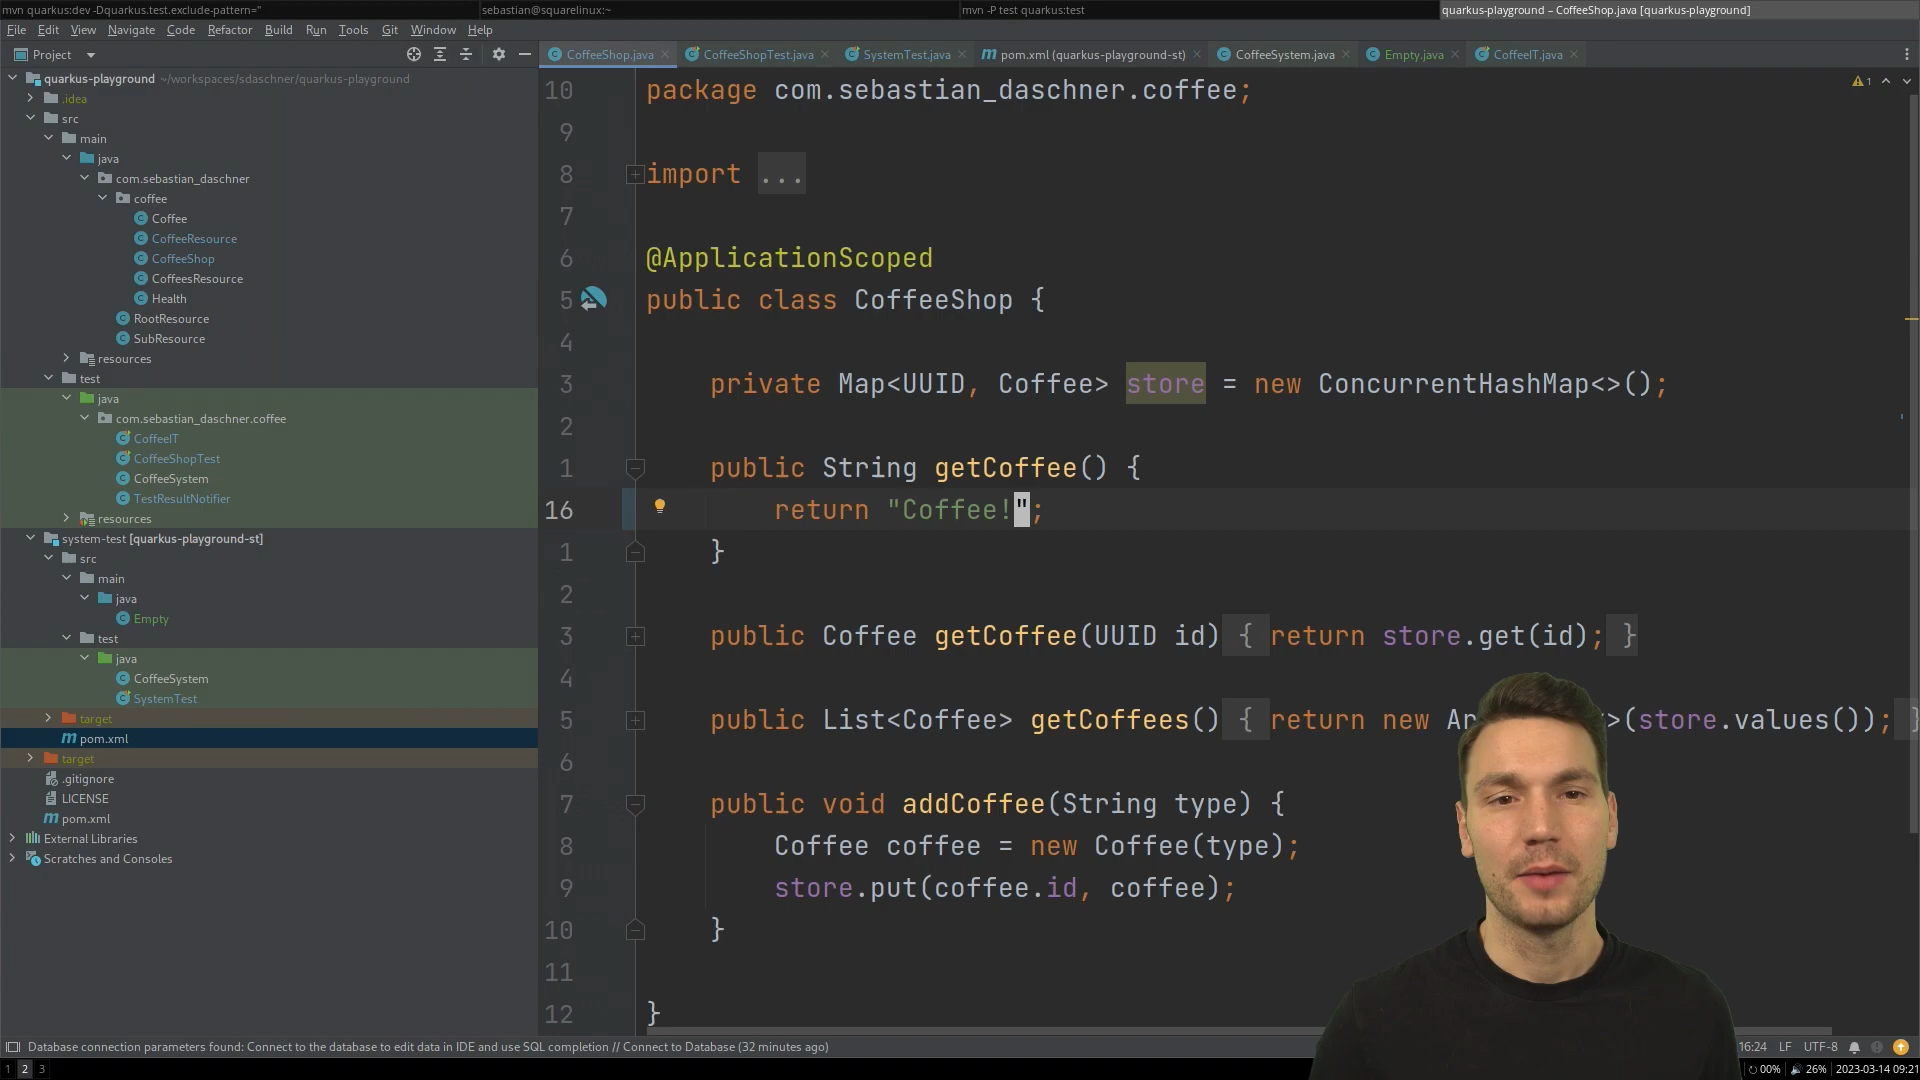 mvn quarkus:dev -Dquarkus.test.exclude-pattern=''
sebastian@squarelinux:~
mvn -P test quarkus:test
quarkus-playground – CoffeeShop.java [quarkus-playground]
File Edit View Navigate Code Refactor Build Run Tools Git Window Help
Project
CoffeeShop.java
CoffeeShopTest.java
SystemTest.java
pom.xml (quarkus-playground-st)
CoffeeSystem.java
Empty.java
CoffeeIT.java
quarkus-playground ~/workspaces/sdaschner/quarkus-playground
.idea
src
main
java
com.sebastian_daschner
coffee
Coffee
CoffeeResource
CoffeeShop
CoffeesResource
Health
RootResource
SubResource
resources
test
java
com.sebastian_daschner.coffee
CoffeeIT
CoffeeShopTest
CoffeeSystem
TestResultNotifier
resources
system-test [quarkus-playground-st]
src
main
java
Empty
test
java
CoffeeSystem
SystemTest
target
pom.xml
target
.gitignore
LICENSE
pom.xml
External Libraries
Scratches and Consoles
1
10 package com.sebastian_daschner.coffee;
9
8 import ...
7
6 @ApplicationScoped
5 public class CoffeeShop {
4
3 private Map<UUID, Coffee> store = new ConcurrentHashMap<>();
2
1 public String getCoffee() {
16 return "Coffee!";
1 }
2
3 public Coffee getCoffee(UUID id) { return store.get(id); }
4
5 public List<Coffee> getCoffees() { return new Ar >(store.values()); }
6
7 public void addCoffee(String type) {
8 Coffee coffee = new Coffee(type);
9 store.put(coffee.id, coffee);
10 }
11
12 }
Database connection parameters found: Connect to the database to edit data in IDE and use SQL completion // Connect to Database (32 minutes ago)
16:24 LF UTF-8
1 2 3
00% 26% 2023-03-14 09:21